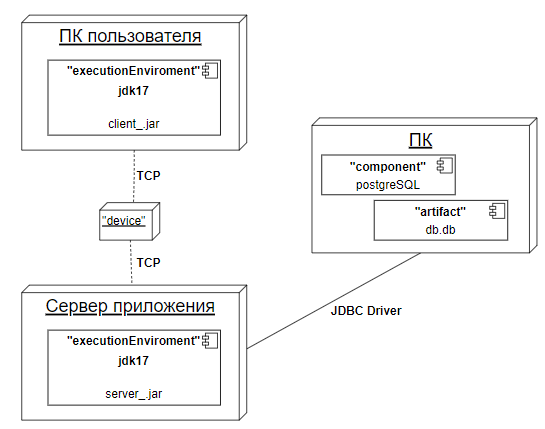 ПК пользователя
"executionEnviroment"
jdk17
client_.jar
TCP
"device"
TCP
Сервер приложения
"executionEnviroment"
jdk17
server_.jar
ПК
"component"
postgreSQL
"artifact"
db.db
JDBC Driver